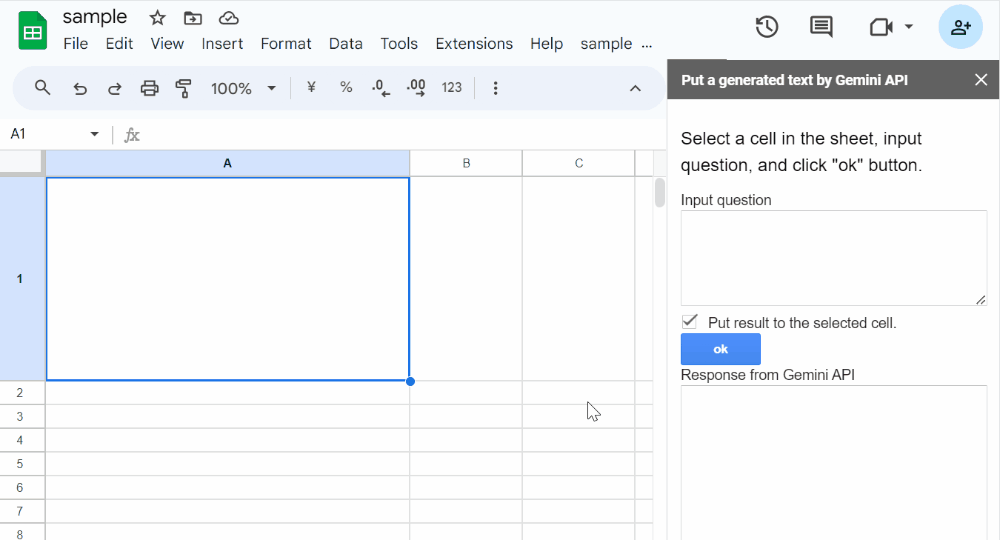 sample
File Edit View Insert Format Data Tools Extensions Help sample ...
100% ¥ % .0 .00 123
A1 fx
A B C
1
2
3
4
5
6
7
8
Put a generated text by Gemini API
Select a cell in the sheet, input
question, and click "ok" button.
Input question
Put result to the selected cell.
ok
Response from Gemini API